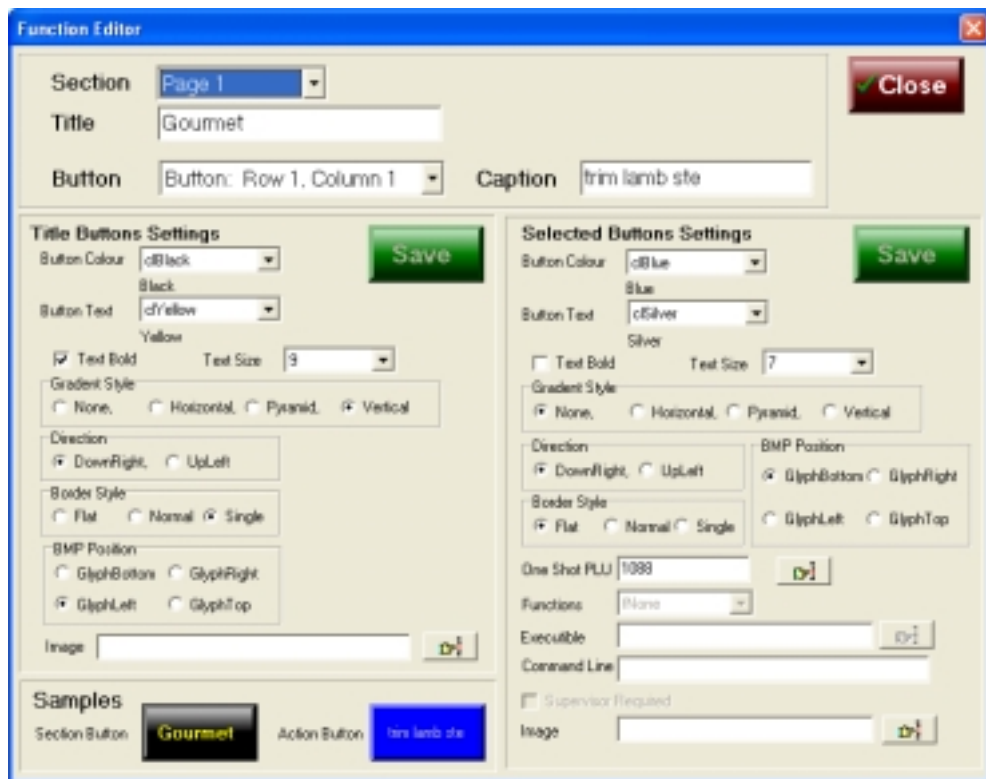 Function Editor
Section Page 1
Close
Title Gourmet
Button Button: Row 1, Column 1 Caption trim lamb ste
Title Buttons Settings
Save
Button Colour clBlack
Black
Button Text clYellow
Yellow
Text Bold Text Size 9
Gradent Style
None, Horizontal, Pyramid, Vertical
Direction
DownRight, UpLeft
Border Style
Flat Normal Single
BMP Position
GlyphBottom GlyphRight
GlyphLeft GlyphTop
Image
Samples
Section Button Gourmet Action Button trim lamb ste
Selected Buttons Settings
Save
Button Colour clBlue
Blue
Button Text clSilver
Silver
Text Bold Text Size 7
Gradent Style
None, Horizontal, Pyramid, Vertical
Direction
DownRight, UpLeft
BMP Position
GlyphBottom GlyphRight
GlyphLeft GlyphTop
Border Style
Flat Normal Single
One Shot PLU 1088
Functions fNone
Executible
Command Line
Supervisor Required
Image